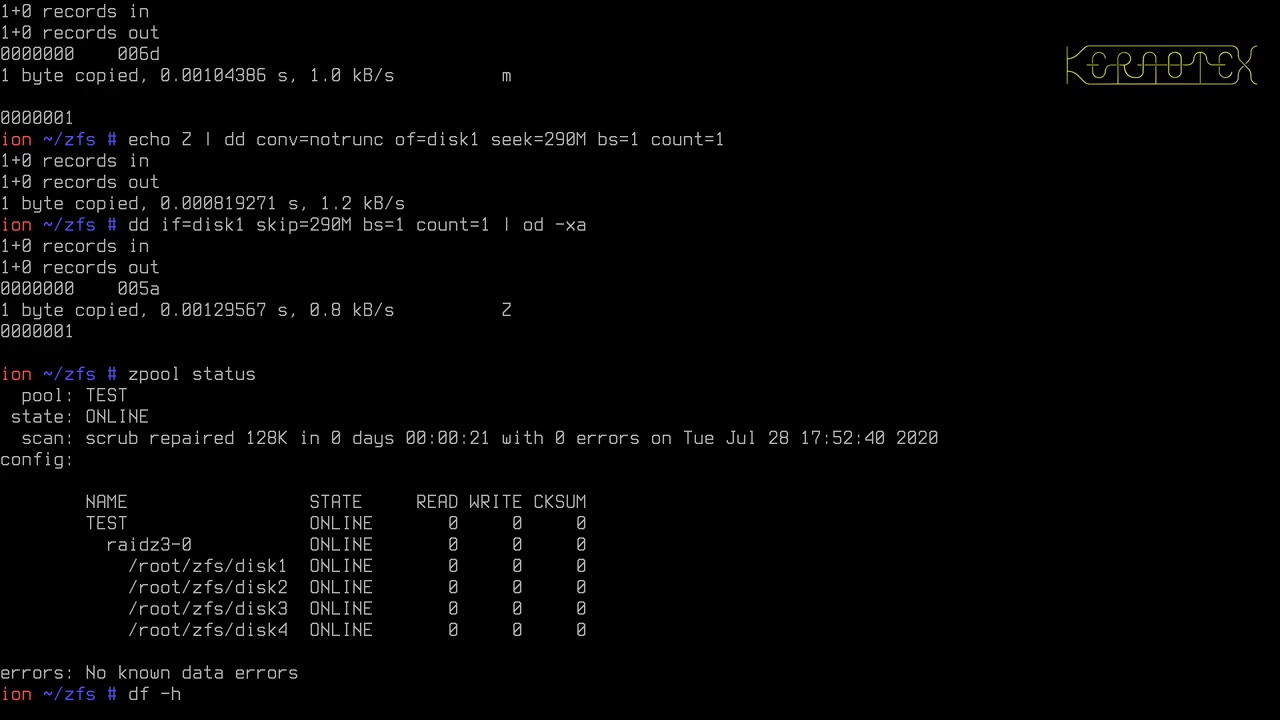 1+0 records in
1+0 records out
0000000    006d
1 byte copied, 0.00104386 s, 1.0 kB/s          m
0000001
ion ~/zfs # echo Z | dd conv=notrunc of=disk1 seek=290M bs=1 count=1
1+0 records in
1+0 records out
1 byte copied, 0.000819271 s, 1.2 kB/s
ion ~/zfs # dd if=disk1 skip=290M bs=1 count=1 | od -xa
1+0 records in
1+0 records out
0000000    005a
1 byte copied, 0.00129567 s, 0.8 kB/s          Z
0000001
ion ~/zfs # zpool status
  pool: TEST
 state: ONLINE
  scan: scrub repaired 128K in 0 days 00:00:21 with 0 errors on Tue Jul 28 17:52:40 2020
config:
        NAME                 STATE     READ WRITE CKSUM
        TEST                 ONLINE       0     0     0
          raidz3-0           ONLINE       0     0     0
            /root/zfs/disk1  ONLINE       0     0     0
            /root/zfs/disk2  ONLINE       0     0     0
            /root/zfs/disk3  ONLINE       0     0     0
            /root/zfs/disk4  ONLINE       0     0     0
errors: No known data errors
ion ~/zfs # df -h